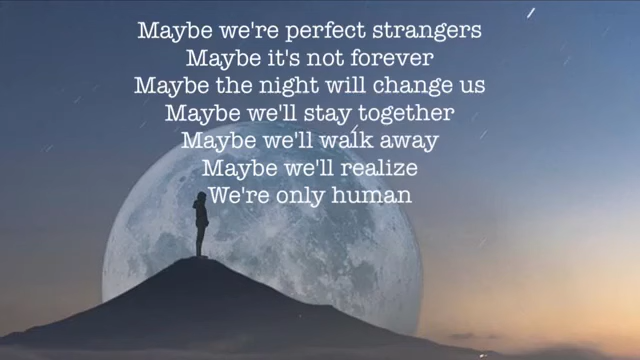 Maybe we're perfect strangers
Maybe it's not forever
Maybe the night will change us
Maybe we'll stay together
Maybe we'll walk away
Maybe we'll realize
We're only human